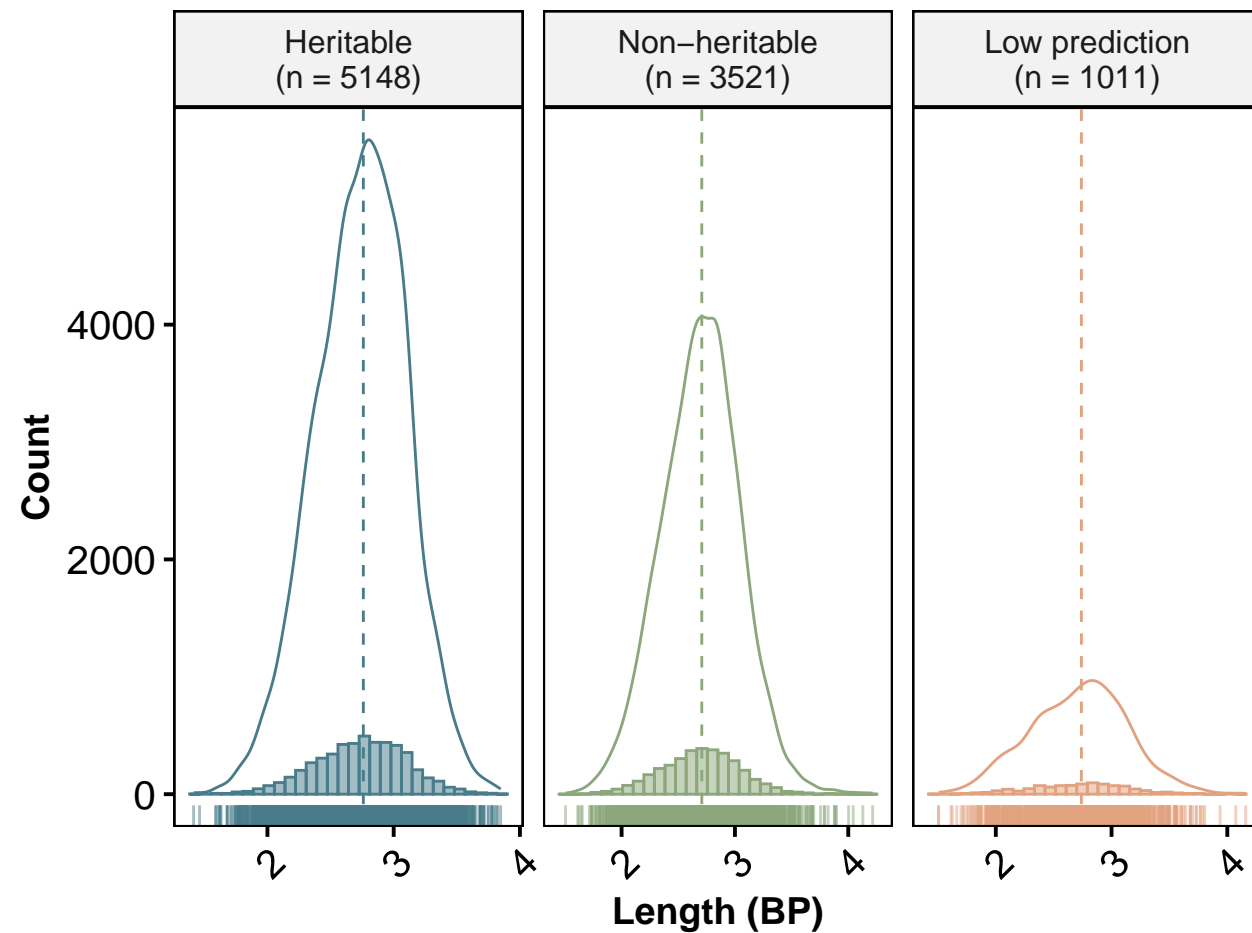 Heritable
(n = 5148)
Non−heritable
(n = 3521)
Low prediction
(n = 1011)
Count
4000
2000
0
2 3 4
2 3 4
2 3 4
Length (BP)